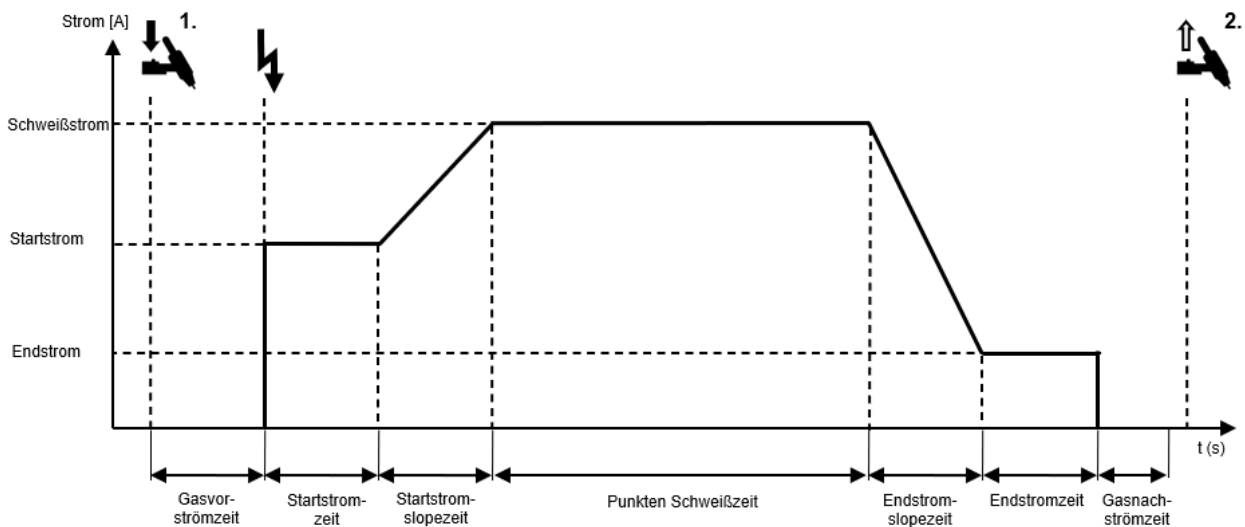 Strom [A]
1.
2.
Schweißstrom
Startstrom
Endstrom
t (s)
Gasvor-
strömzeit
Startstrom-
zeit
Startstrom-
slopezeit
Punkten Schweißzeit
Endstrom-
slopezeit
Endstromzeit
Gasnach-
strömzeit